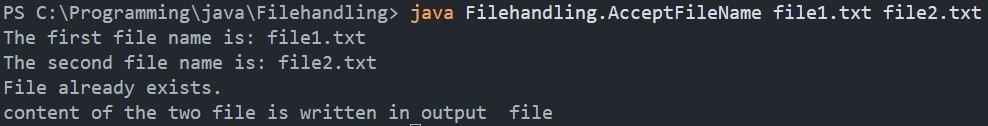 PS C:\Programming\java\Filehandling> java Filehandling.AcceptFileName file1.txt file2.txt
The first file name is: file1.txt
The second file name is: file2.txt
File already exists.
content of the two file is written in output  file